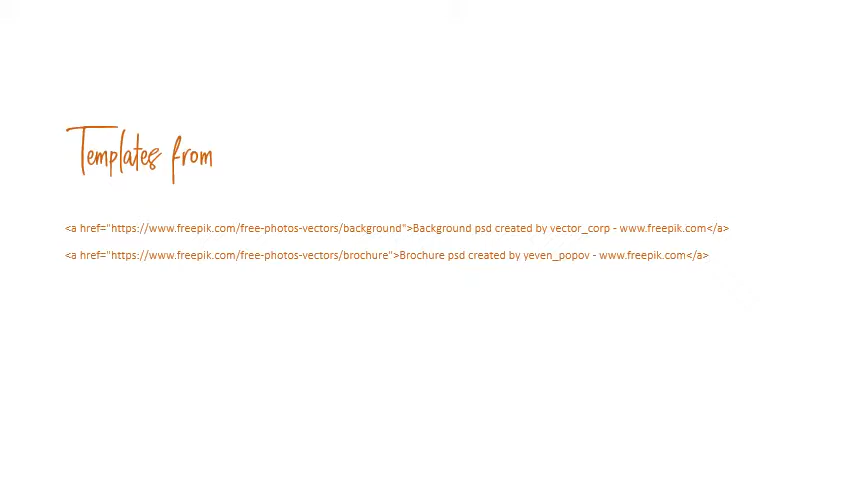 Templates from
<a href="https://www.freepik.com/free-photos-vectors/background">Background psd created by vector_corp - www.freepik.com</a>
<a href="https://www.freepik.com/free-photos-vectors/brochure">Brochure psd created by yeven_popov - www.freepik.com</a>